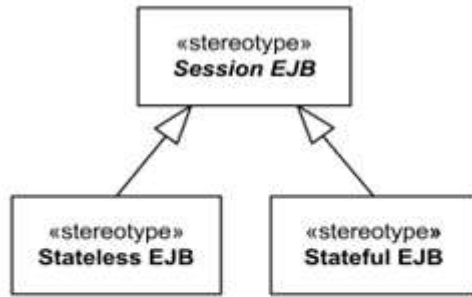 «stereotype»
Session EJB
«stereotype»
Stateless EJB
«stereotype»
Stateful EJB